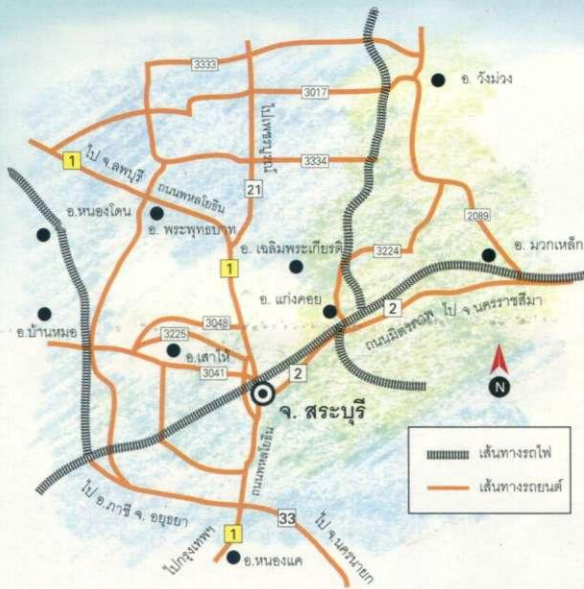 3333
อ. วังม่วง
3017
ไปเพชรบูรณ์
1
ไป จ.ลพบุรี
3334
ถนนพหลโยธิน
21
2089
อ.หนองโดน
อ. พระพุทธบาท
3224
อ. มวกเหล็ก
1
อ. เฉลิมพระเกียรติ
อ. แก่งคอย
2
ถนนมิตรภาพ ไป จ.นครราชสีมา
อ.บ้านหมอ
3048
3225
อ.เสาไห้
3041
2
N
จ. สระบุรี
เส้นทางรถไฟ
เส้นทางรถยนต์
ถนนพหลโยธิน
ไป อ.ภาชี จ. อยุธยา
33
1
ไปกรุงเทพฯ
ไป จ.นครนายก
อ.หนองแค